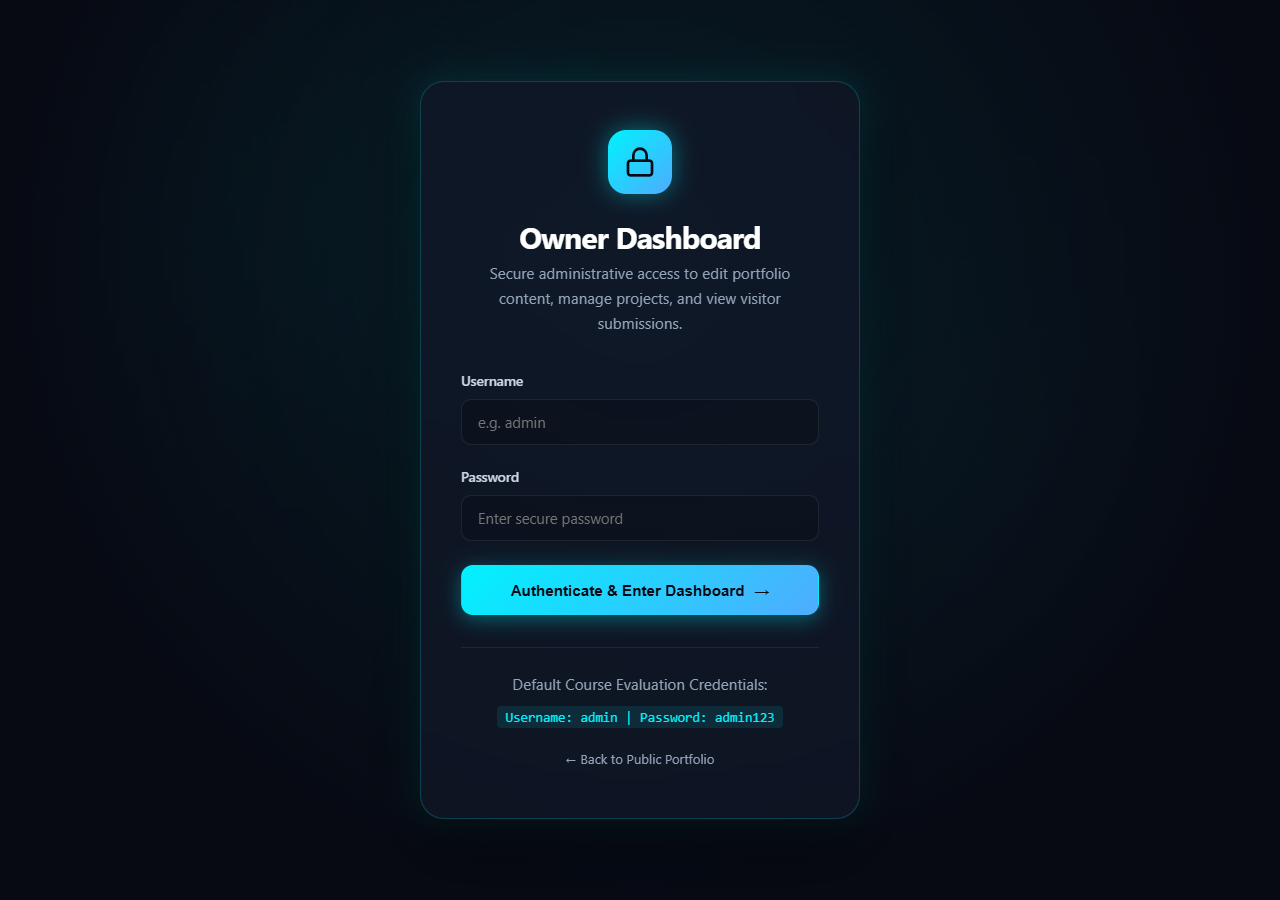 Owner Dashboard
Secure administrative access to edit portfolio
content, manage projects, and view visitor
submissions.
Username
e.g. admin
Password
Enter secure password
Authenticate & Enter Dashboard →
Default Course Evaluation Credentials:
Username: admin | Password: admin123
← Back to Public Portfolio